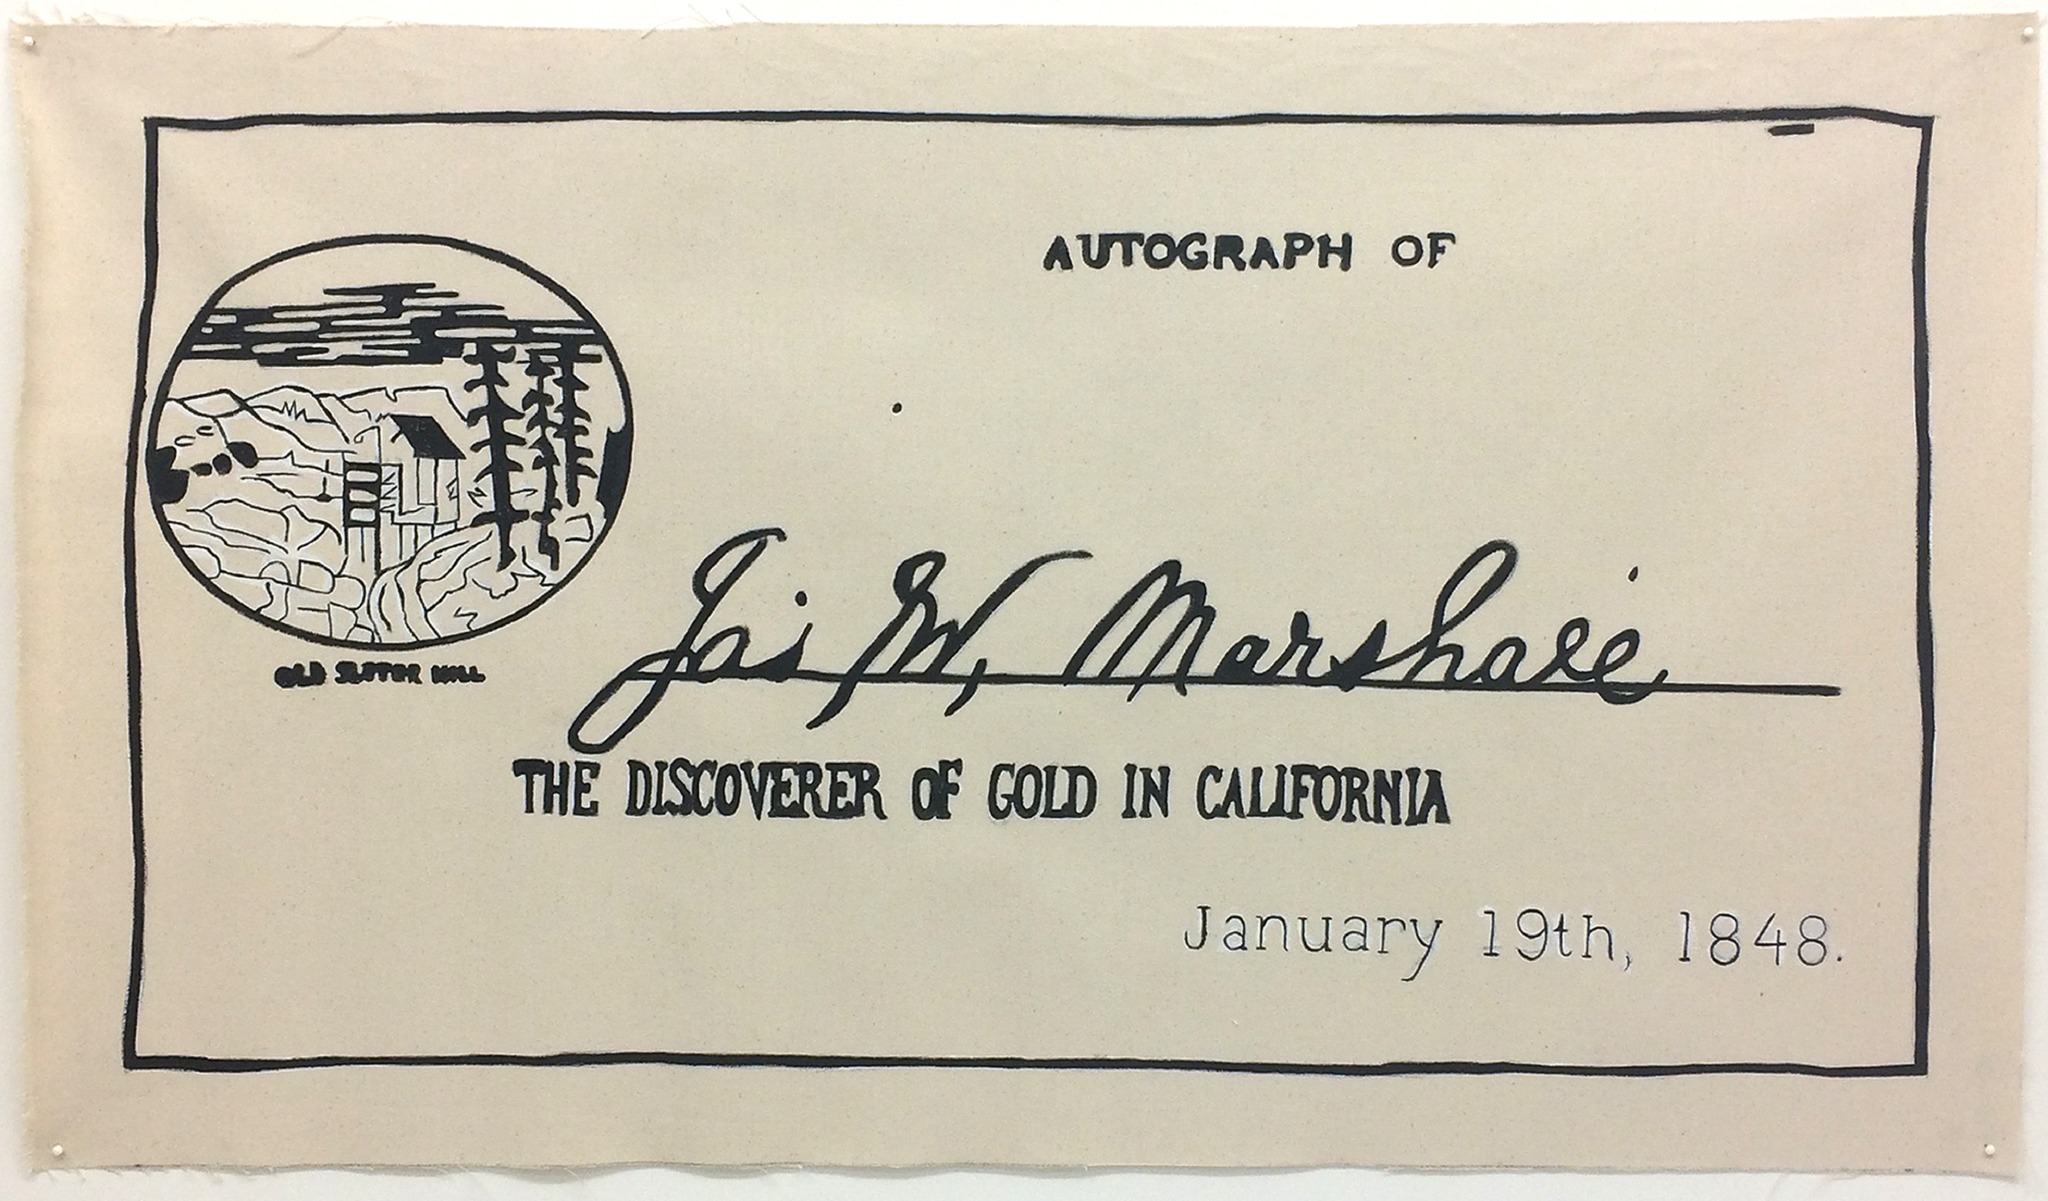 AUTOGRAPH OF
Jas W. Marshall
OLD SUTTER MILL
THE DISCOVERER OF GOLD IN CALIFORNIA
January 19th, 1848.